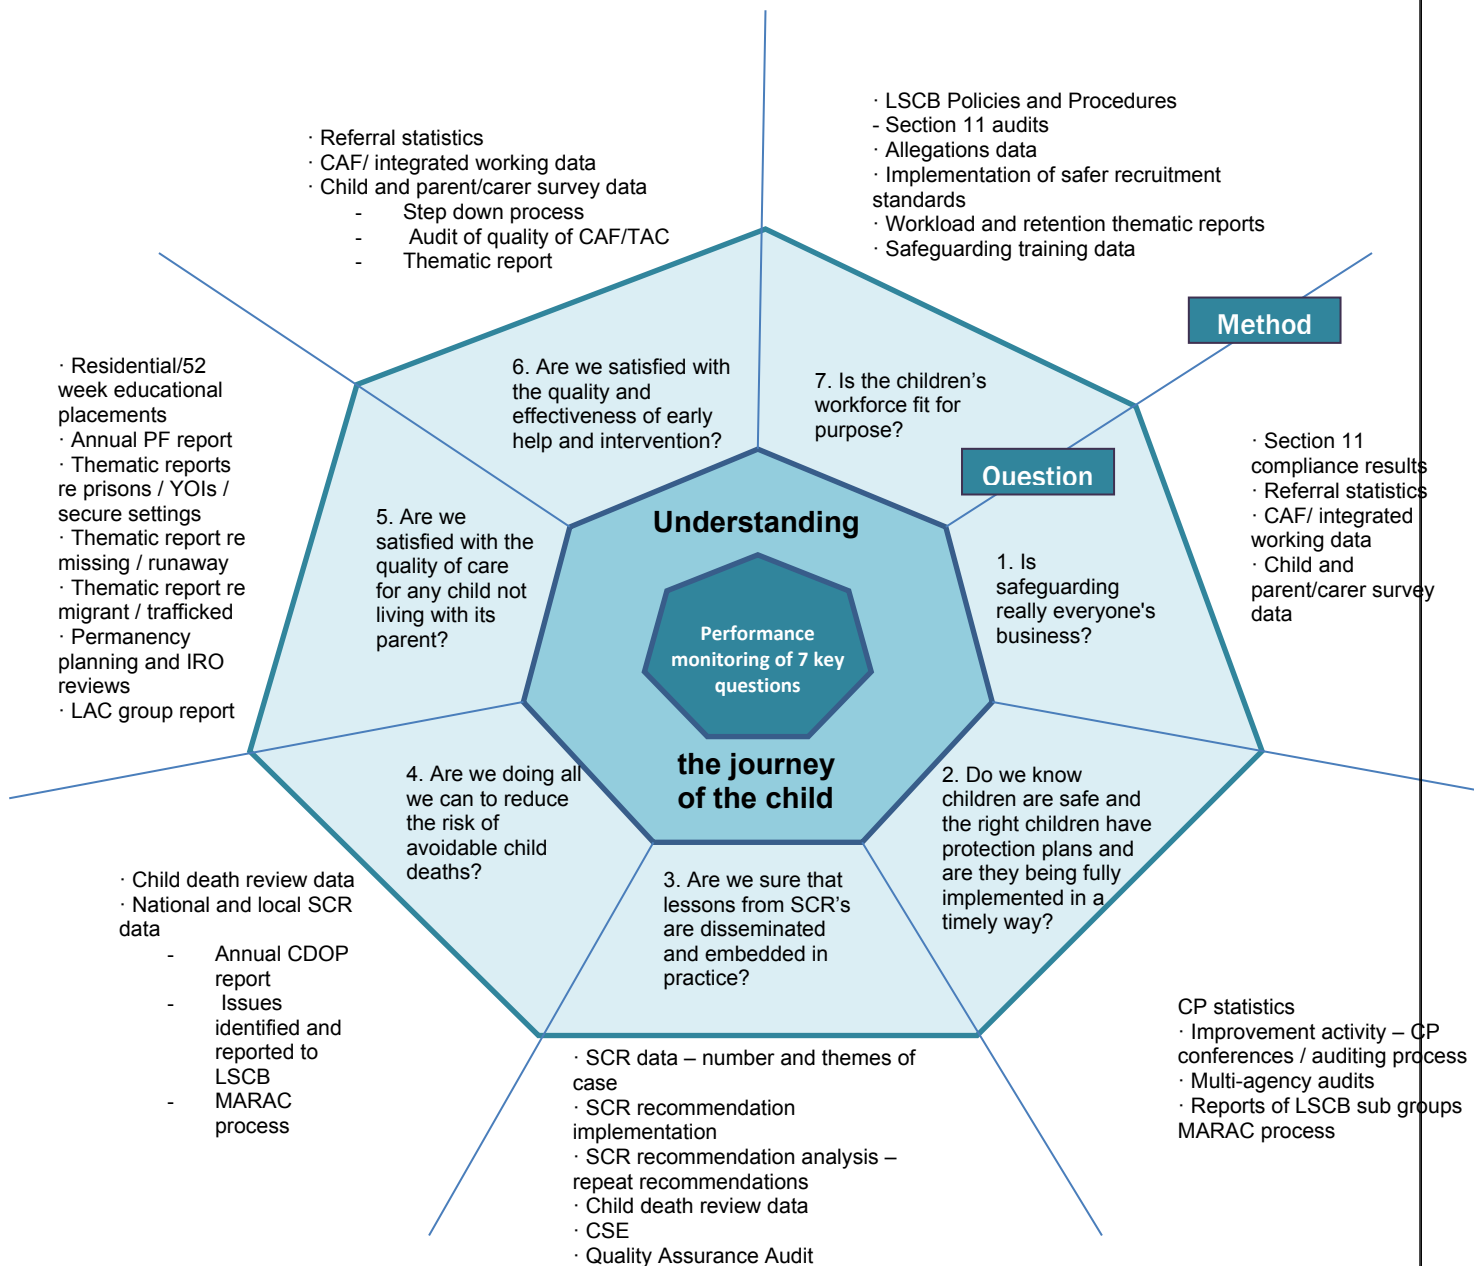 · LSCB Policies and Procedures
- Section 11 audits
· Allegations data
· Implementation of safer recruitment
standards
· Workload and retention thematic reports
· Safeguarding training data
· Referral statistics
· CAF/ integrated working data
· Child and parent/carer survey data
- Step down process
- Audit of quality of CAF/TAC
- Thematic report
Method
· Residential/52
week educational
placements
· Annual PF report
· Thematic reports
re prisons / YOIs /
secure settings
· Thematic report re
missing / runaway
· Thematic report re
migrant / trafficked
· Permanency
planning and IRO
reviews
· LAC group report
6. Are we satisfied with
the quality and
effectiveness of early
help and intervention?
7. Is the children’s
workforce fit for
purpose?
Question
· Section 11
compliance results
· Referral statistics
· CAF/ integrated
working data
· Child and
parent/carer survey
data
5. Are we
satisfied with the
quality of care
for any child not
living with its
parent?
Understanding
1. Is
safeguarding
really everyone's
business?
Performance
monitoring of 7 key
questions
the journey
of the child
4. Are we doing all
we can to reduce
the risk of
avoidable child
deaths?
2. Do we know
children are safe and
the right children have
protection plans and
are they being fully
implemented in a
timely way?
3. Are we sure that
lessons from SCR’s
are disseminated
and embedded in
practice?
· Child death review data
· National and local SCR
data
- Annual CDOP
report
- Issues
identified and
reported to
LSCB
- MARAC
process
CP statistics
· Improvement activity – CP
conferences / auditing process
· Multi-agency audits
· Reports of LSCB sub groups
MARAC process
· SCR data – number and themes of
case
· SCR recommendation
implementation
· SCR recommendation analysis –
repeat recommendations
· Child death review data
· CSE
· Quality Assurance Audit